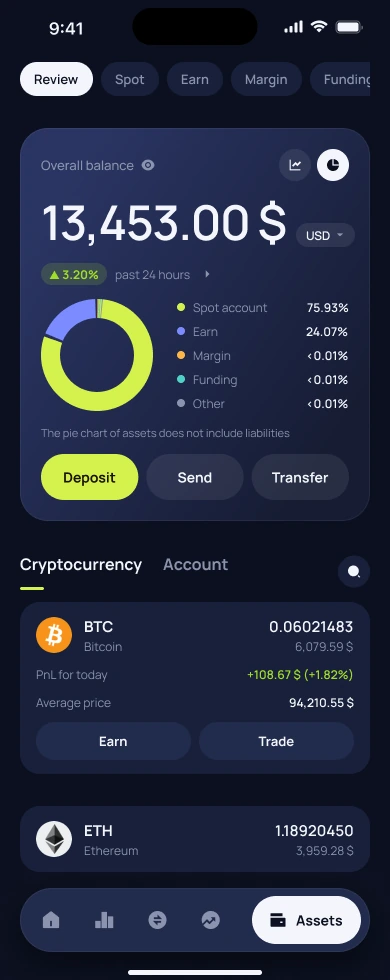 9:41
Review Spot Earn Margin Funding
Overall balance
13,453.00 $ USD
▲ 3.20% past 24 hours
Spot account 75.93%
Earn 24.07%
Margin <0.01%
Funding <0.01%
Other <0.01%
The pie chart of assets does not include liabilities
Deposit Send Transfer
Cryptocurrency Account
BTC 0.06021483
Bitcoin 6,079.59 $
PnL for today +108.67 $ (+1.82%)
Average price 94,210.55 $
Earn Trade
ETH 1.18920450
Ethereum 3,959.28 $
Assets